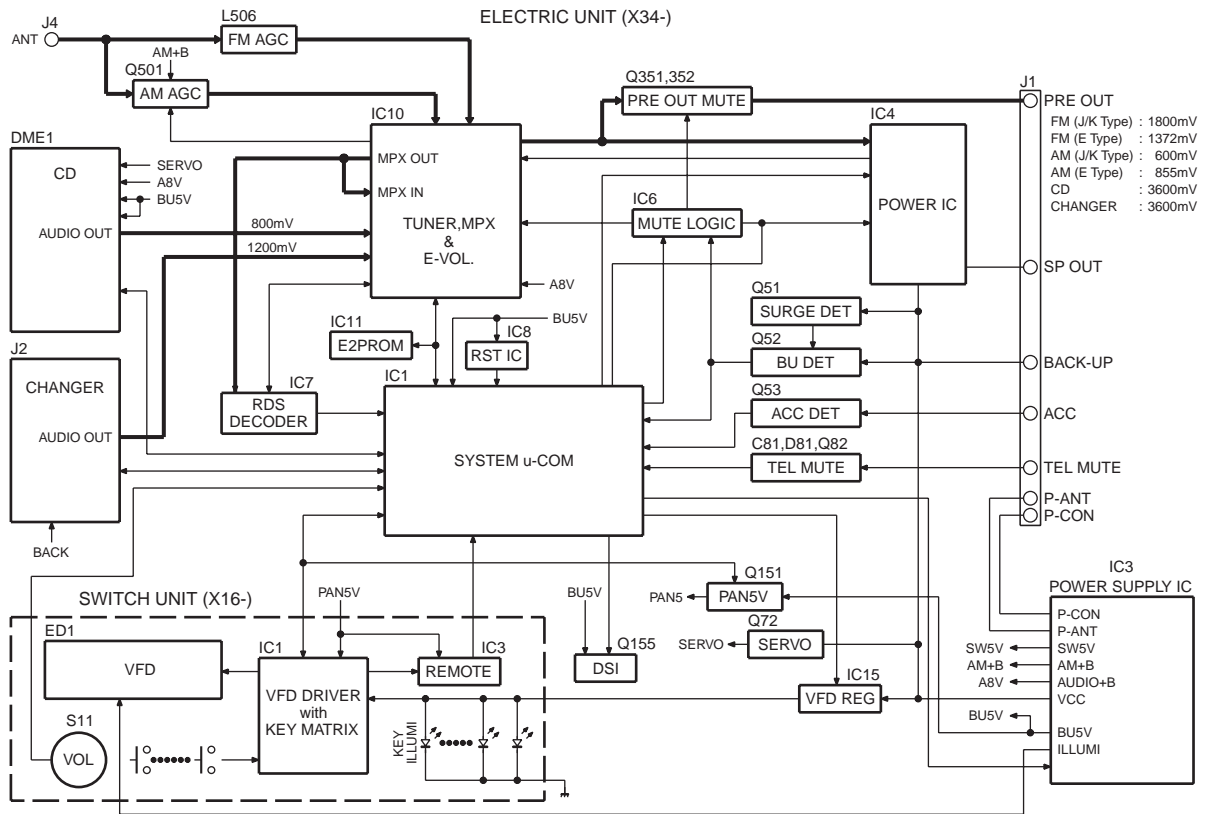 ELECTRIC UNIT (X34-)
J4
ANT
L506
FM AGC
AM+B
Q501
AM AGC
Q351,352
PRE OUT MUTE
J1
PRE OUT
FM (J/K Type) : 1800mV
FM (E Type) : 1372mV
AM (J/K Type) : 600mV
AM (E Type) : 855mV
CD : 3600mV
CHANGER : 3600mV
DME1
CD
SERVO
A8V
BU5V
AUDIO OUT
800mV
1200mV
IC10
MPX OUT
MPX IN
TUNER,MPX
&
E-VOL.
A8V
IC6
MUTE LOGIC
IC4
POWER IC
SP OUT
Q51
SURGE DET
Q52
BU DET
BACK-UP
Q53
ACC DET
ACC
C81,D81,Q82
TEL MUTE
TEL MUTE
P-ANT
P-CON
J2
CHANGER
AUDIO OUT
BACK
IC11
E2PROM
BU5V
IC8
RST IC
IC7
RDS
DECODER
IC1
SYSTEM u-COM
SWITCH UNIT (X16-)
PAN5V
ED1
VFD
IC1
VFD DRIVER
with
KEY MATRIX
IC3
REMOTE
S11
VOL
KEY
ILLUMI
BU5V
Q155
DSI
Q151
PAN5
PAN5V
Q72
SERVO
SERVO
IC15
VFD REG
IC3
POWER SUPPLY IC
P-CON
P-ANT
SW5V
SW5V
AM+B
AM+B
A8V
AUDIO+B
VCC
BU5V
BU5V
ILLUMI